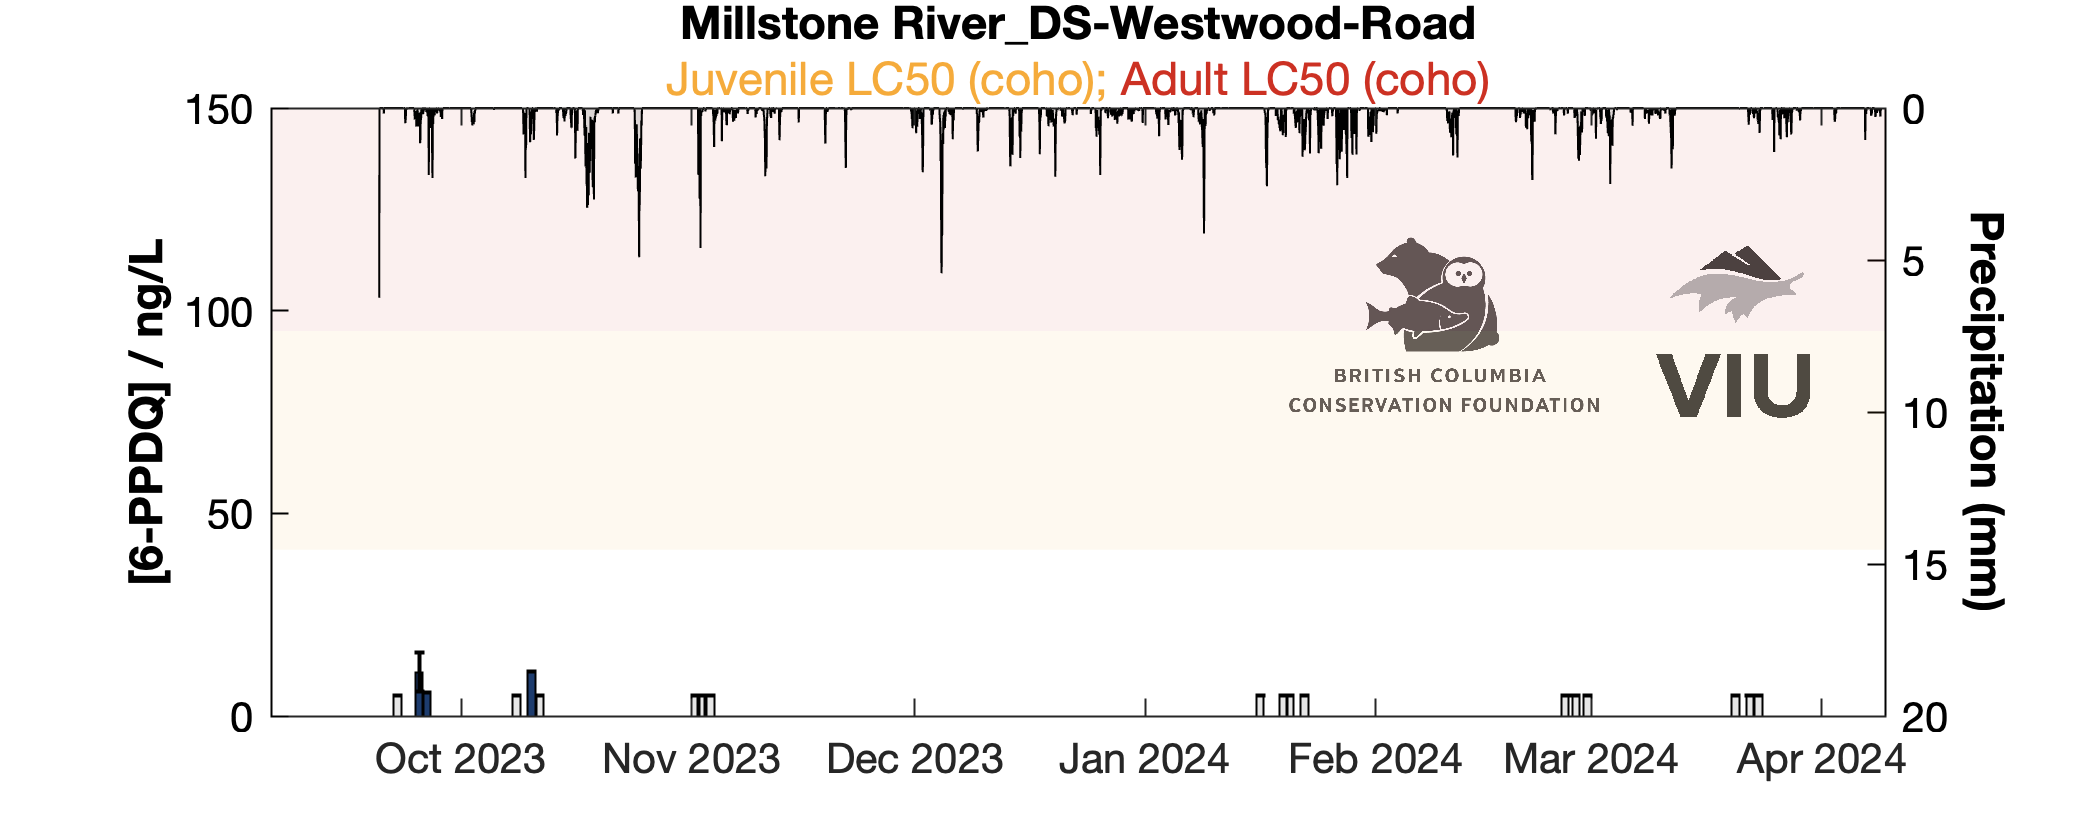 Millstone River_DS-Westwood-Road
Juvenile LC50 (coho); Adult LC50 (coho)
150
100
50
0
[6-PPDQ] / ng/L
0
5
10
15
20
Precipitation (mm)
BRITISH COLUMBIA
CONSERVATION FOUNDATION
VIU
Oct 2023
Nov 2023
Dec 2023
Jan 2024
Feb 2024
Mar 2024
Apr 2024